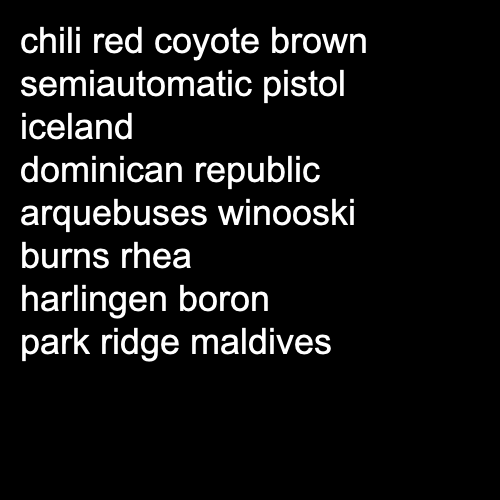 chili red coyote brown
semiautomatic pistol
iceland
dominican republic
arquebuses winooski
burns rhea
harlingen boron
park ridge maldives